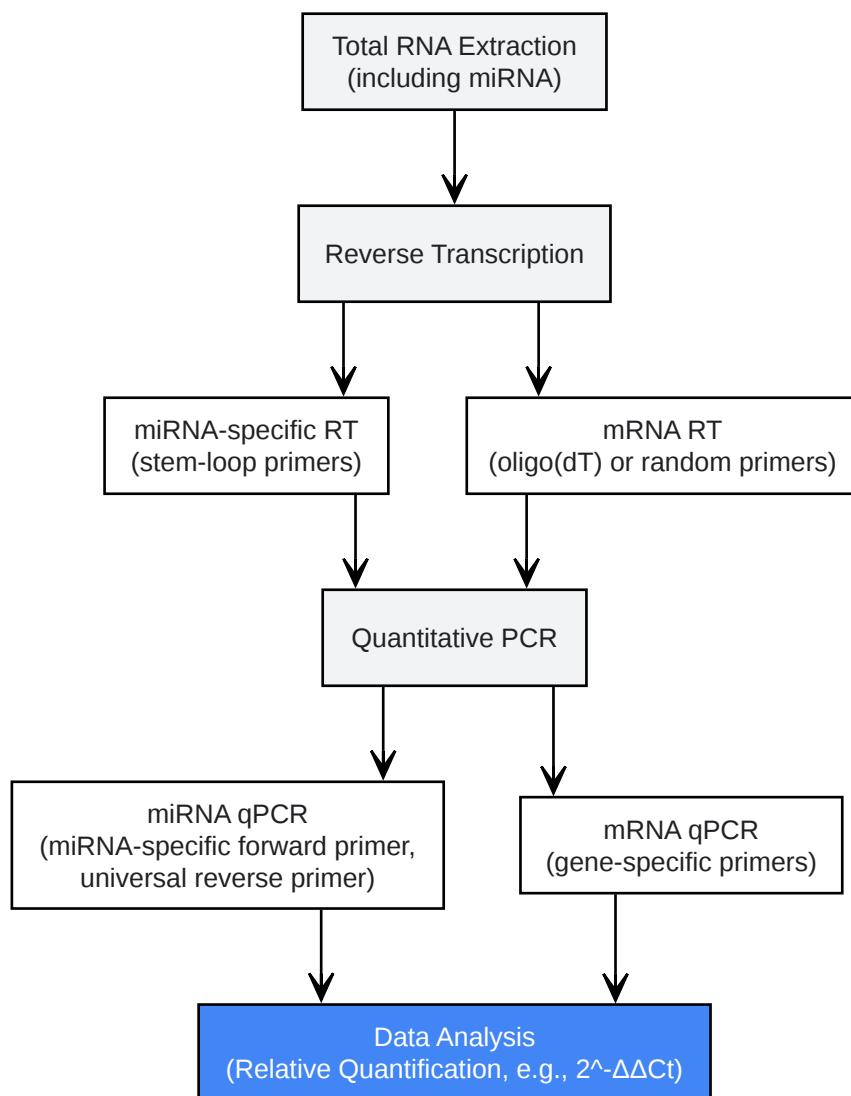 Total RNA Extraction
(including miRNA)
Reverse Transcription
miRNA-specific RT
(stem-loop primers)
mRNA RT
(oligo(dT) or random primers)
Quantitative PCR
miRNA qPCR
(miRNA-specific forward primer,
universal reverse primer)
mRNA qPCR
(gene-specific primers)
Data Analysis
(Relative Quantification, e.g., 2^-ΔΔCt)